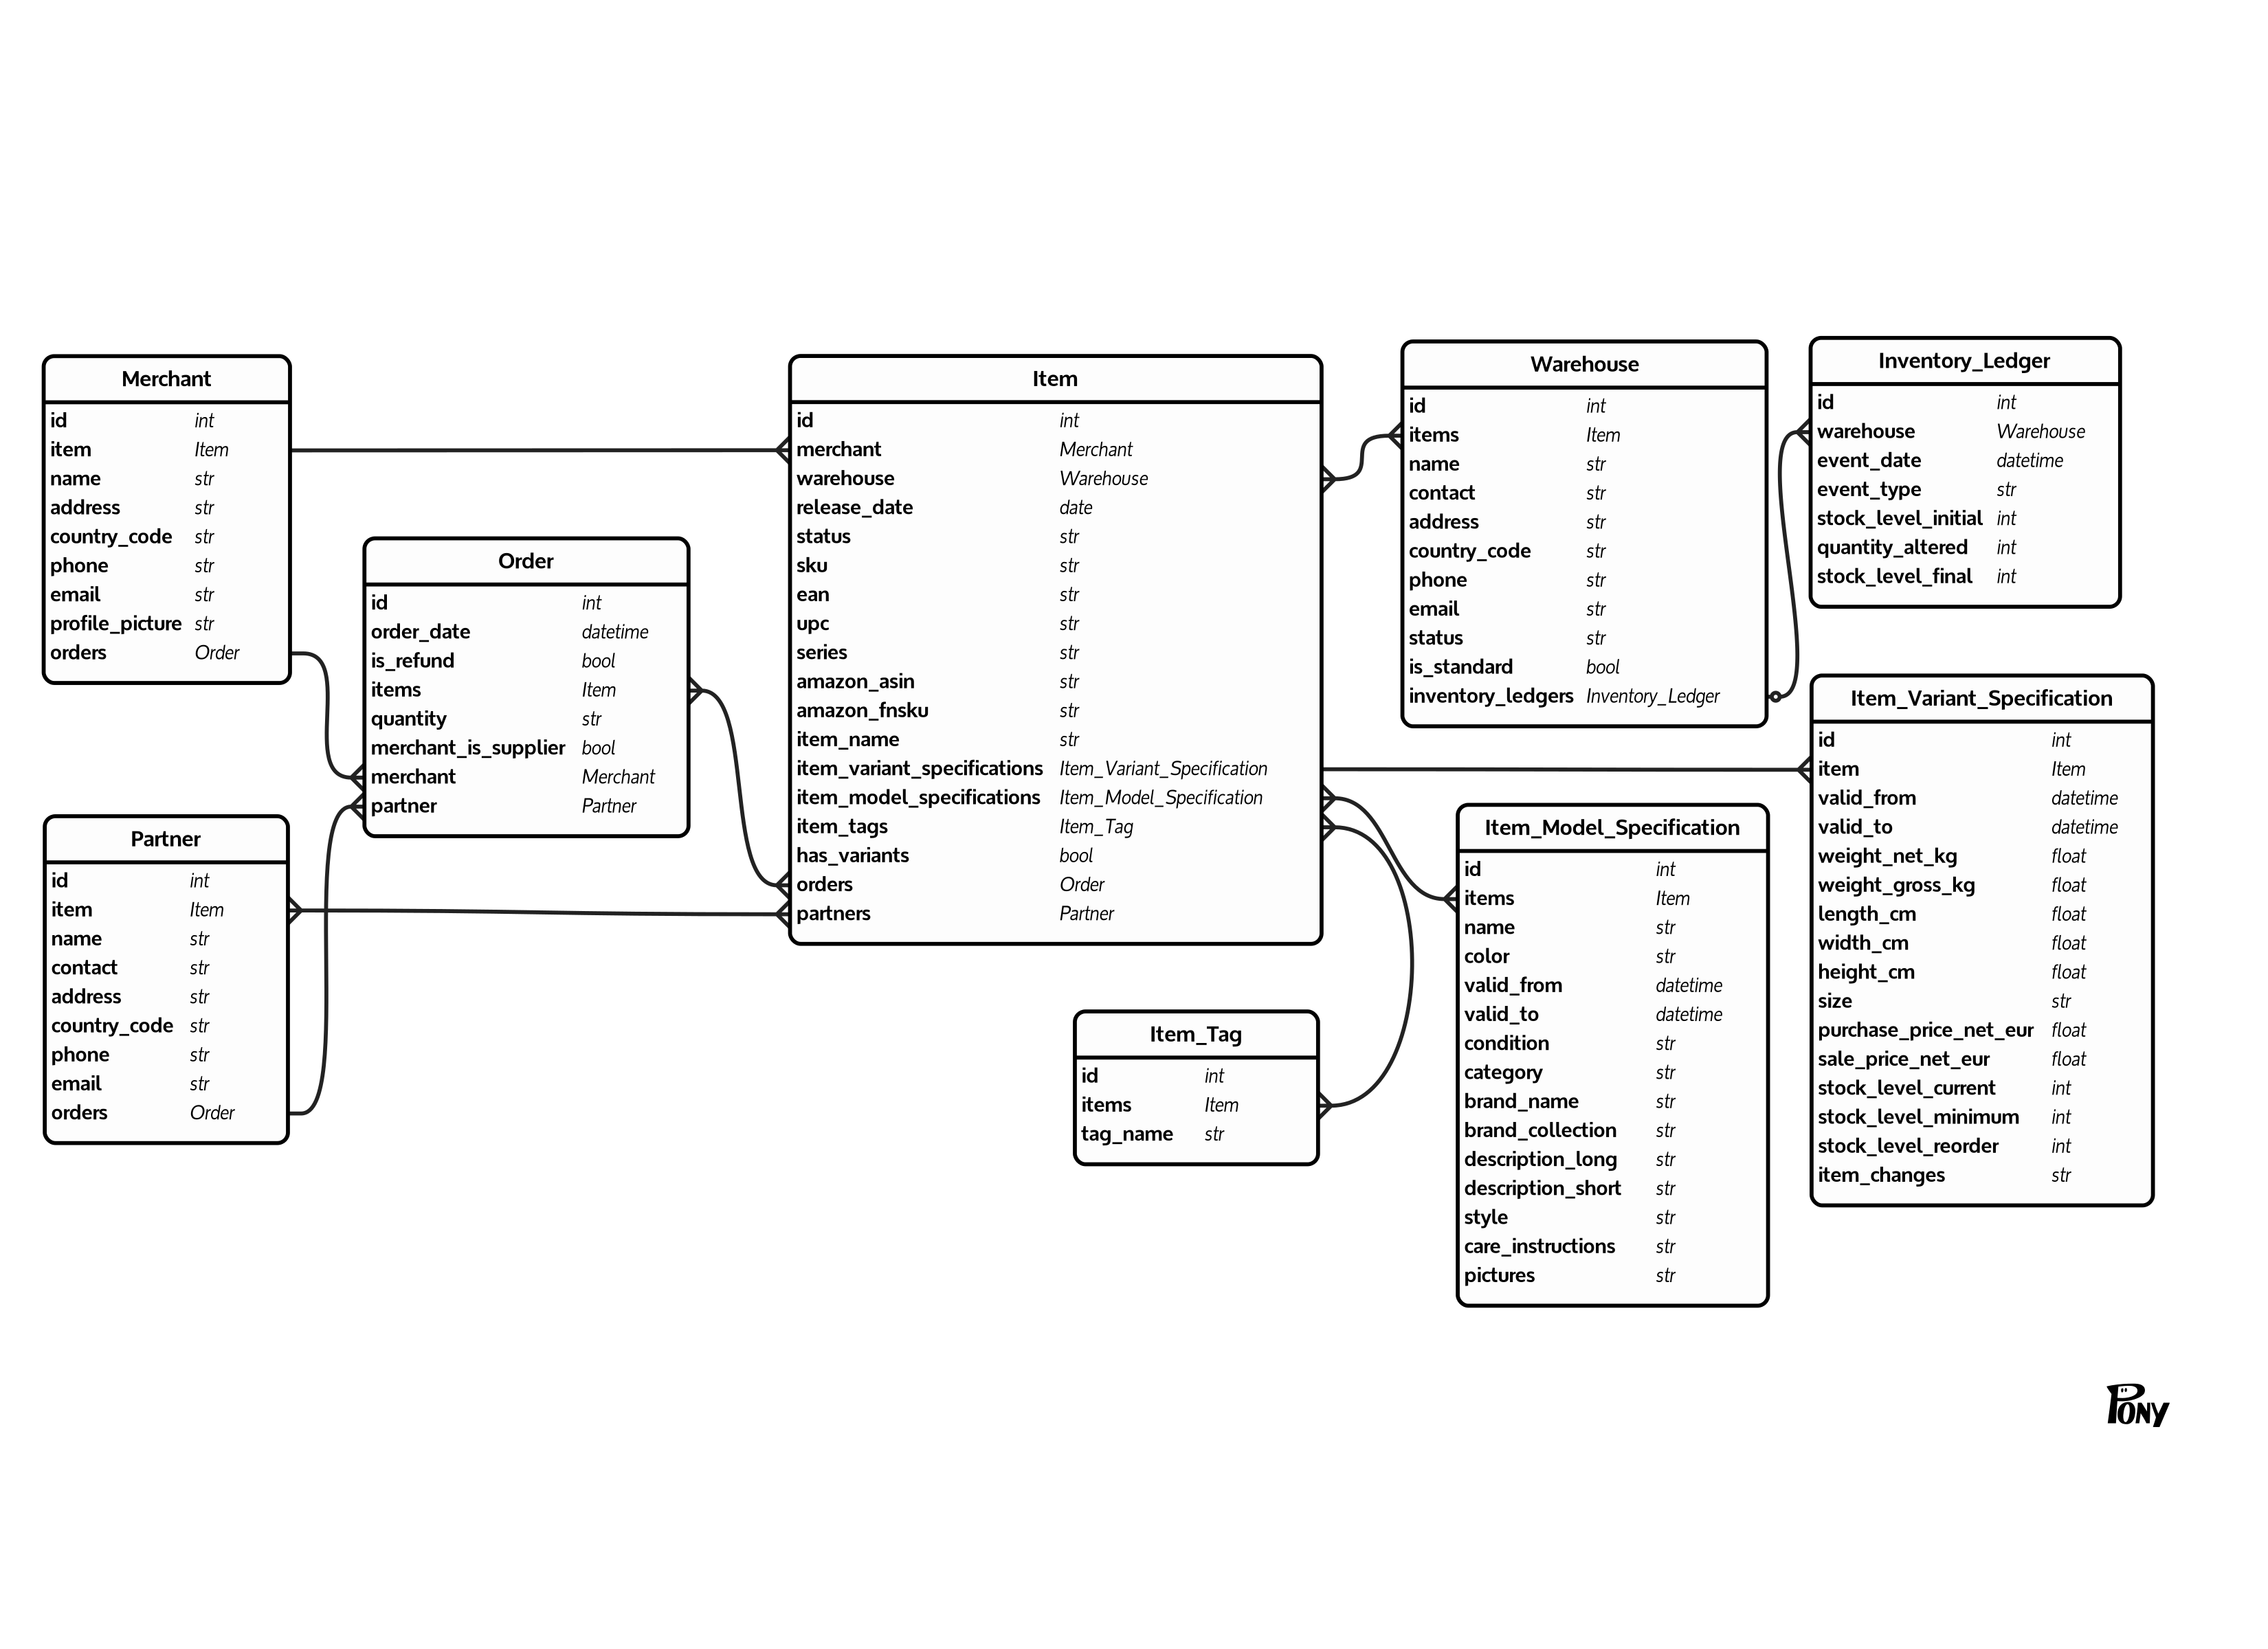 Merchant
id int
item Item
name str
address str
country_code str
phone str
email str
profile_picture str
orders Order
Order
id int
order_date datetime
is_refund bool
items Item
quantity str
merchant_is_supplier bool
merchant Merchant
partner Partner
Partner
id int
item Item
name str
contact str
address str
country_code str
phone str
email str
orders Order
Item
id int
merchant Merchant
warehouse Warehouse
release_date date
status str
sku str
ean str
upc str
series str
amazon_asin str
amazon_fnsku str
item_name str
item_variant_specifications Item_Variant_Specification
item_model_specifications Item_Model_Specification
item_tags Item_Tag
has_variants bool
orders Order
partners Partner
Item_Tag
id int
items Item
tag_name str
Warehouse
id int
items Item
name str
contact str
address str
country_code str
phone str
email str
status str
is_standard bool
inventory_ledgers Inventory_Ledger
Item_Model_Specification
id int
items Item
name str
color str
valid_from datetime
valid_to datetime
condition str
category str
brand_name str
brand_collection str
description_long str
description_short str
style str
care_instructions str
pictures str
Inventory_Ledger
id int
warehouse Warehouse
event_date datetime
event_type str
stock_level_initial int
quantity_altered int
stock_level_final int
Item_Variant_Specification
id int
item Item
valid_from datetime
valid_to datetime
weight_net_kg float
weight_gross_kg float
length_cm float
width_cm float
height_cm float
size str
purchase_price_net_eur float
sale_price_net_eur float
stock_level_current int
stock_level_minimum int
stock_level_reorder int
item_changes str
PONY